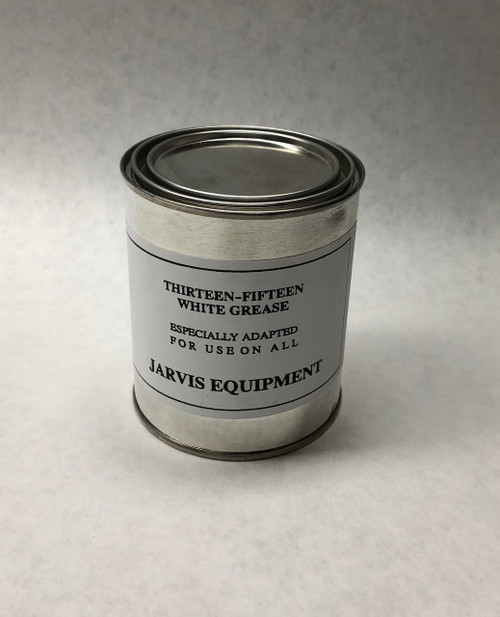 THIRTEEN-FIFTEEN
WHITE GREASE
ESPECIALLY ADAPTED
FOR USE ON ALL
JARVIS EQUIPMENT